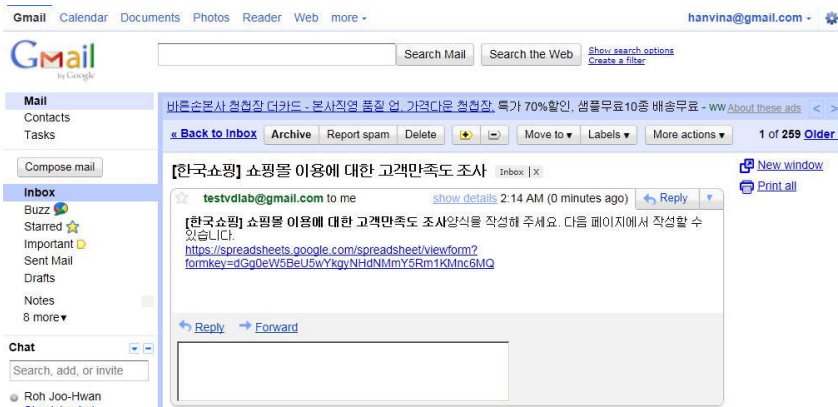 Gmail Calendar Documents Photos Reader Web more
hanvina@gmail.com
Gmail
by Google
Search Mail
Search the Web
Show search options
Create a filter
Mail
Contacts
Tasks
Compose mail
Inbox
Buzz
Starred
Important
Sent Mail
Drafts
Notes
8 more
Chat
Search, add, or invite
Roh Joo-Hwan
바른손본사 청첩장 더카드 - 본사직영 품질 업, 가격다운 청첩장, 특가 70%할인, 샘플무료10종 배송무료 - ww About these ads < >
« Back to Inbox Archive Report spam Delete Move to Labels More actions 1 of 259 Older
[한국쇼핑] 쇼핑몰 이용에 대한 고객만족도 조사 Inbox | X
New window
Print all
testvdlab@gmail.com to me show details 2:14 AM (0 minutes ago) Reply
[한국쇼핑] 쇼핑몰 이용에 대한 고객만족도 조사양식을 작성해 주세요. 다음 페이지에서 작성할 수
있습니다.
https://spreadsheets.google.com/spreadsheet/viewform?
formkey=dGg0eW5BeU5wYkgyNHdNMmY5Rm1KMnc6MQ
Reply Forward